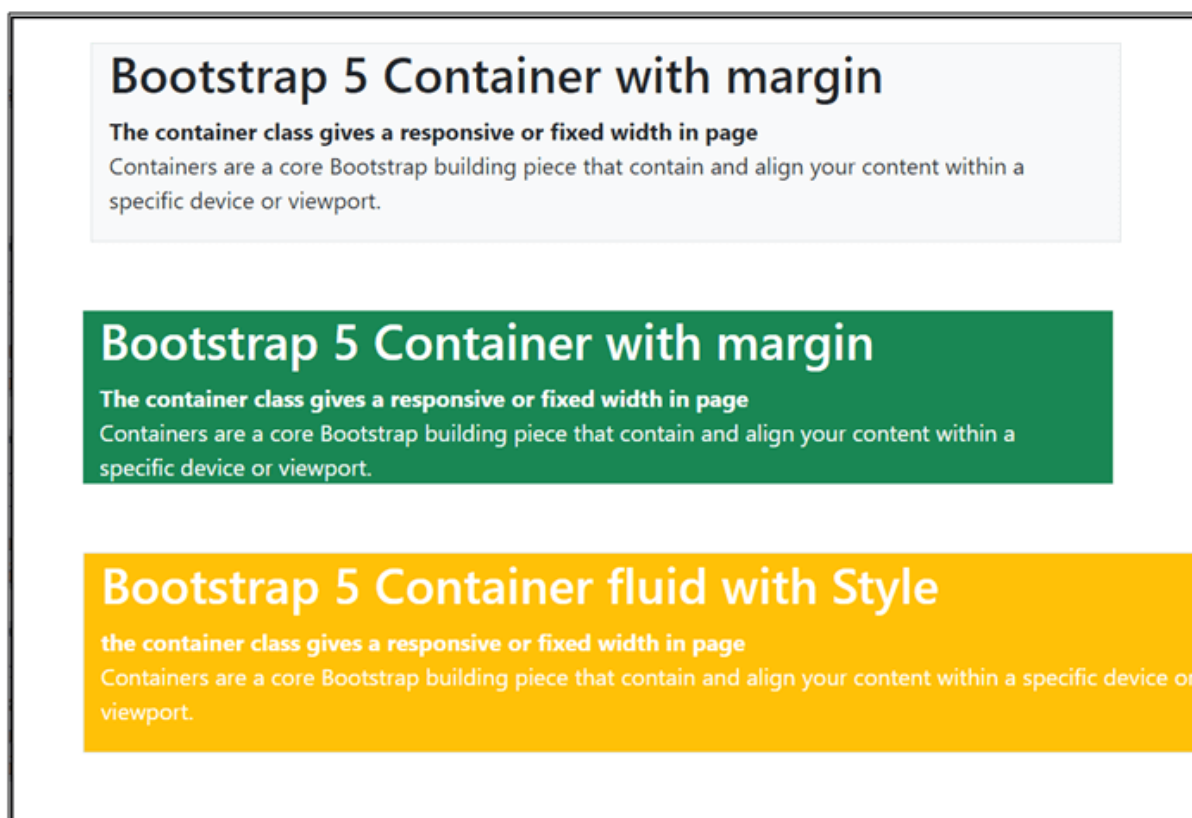 Bootstrap 5 Container with margin
The container class gives a responsive or fixed width in page
Containers are a core Bootstrap building piece that contain and align your content within a
specific device or viewport.
Bootstrap 5 Container with margin
The container class gives a responsive or fixed width in page
Containers are a core Bootstrap building piece that contain and align your content within a
specific device or viewport.
Bootstrap 5 Container fluid with Style
the container class gives a responsive or fixed width in page
Containers are a core Bootstrap building piece that contain and align your content within a specific device or
viewport.